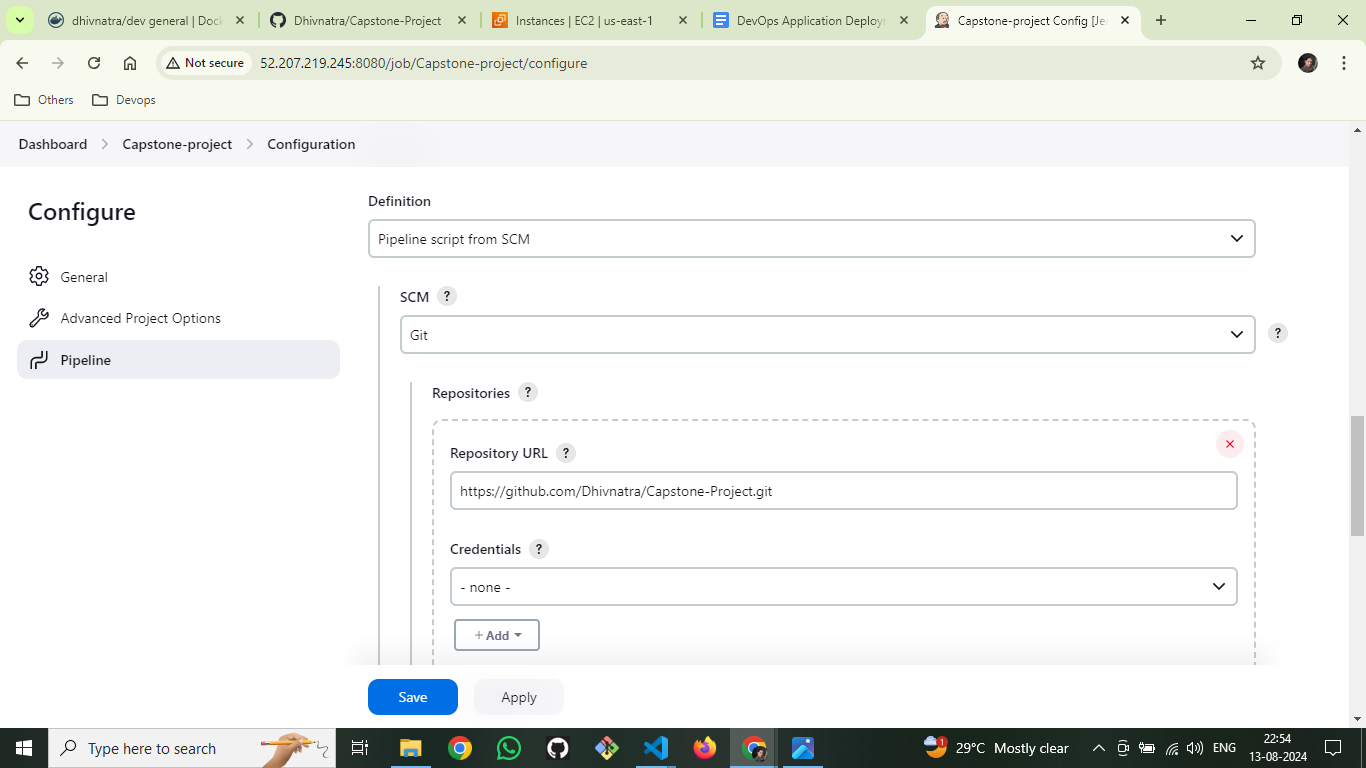 dhivnatra/dev general | Dock
Dhivnatra/Capstone-Project
Instances | EC2 | us-east-1
DevOps Application Deploym
Capstone-project Config [Je
Not secure
52.207.219.245:8080/job/Capstone-project/configure
Others
Devops
Dashboard
Capstone-project
Configuration
Configure
General
Advanced Project Options
Pipeline
Definition
Pipeline script from SCM
SCM ?
Git
?
Repositories ?
Repository URL ?
https://github.com/Dhivnatra/Capstone-Project.git
Credentials ?
- none -
+ Add
Save
Apply
Type here to search
1
29°C Mostly clear
ENG
22:54
13-08-2024